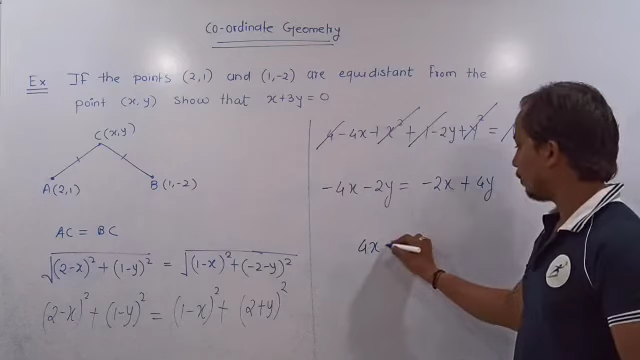 Co-ordinate Geometry
Ex IF the points (2,1) and (1,-2) are equidistant from the
point (x,y) show that x+3y=0
C(x,y)
A(2,1)
B(1,-2)
AC = BC
√(2-x)² + (1-y)² = √(1-x)² + (-2-y)²
(2-x)² + (1-y)² = (1-x)² + (2+y)²
4 - 4x + x² + 1 - 2y + y² =
-4x - 2y = -2x + 4y
4x